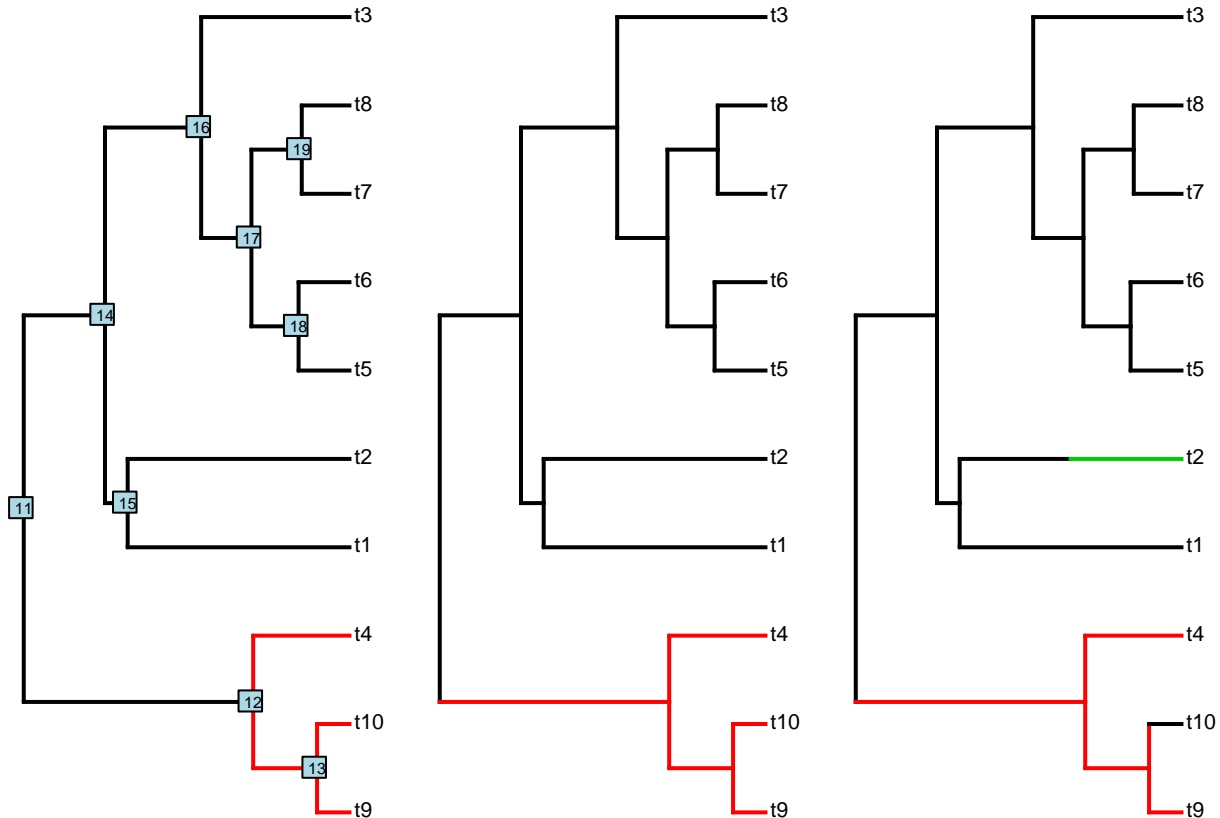 t3 t3 t3
t8 t8 t8
16
19
t7 t7 t7
17
t6 t6 t6
14
18
t5 t5 t5
t2 t2 t2
15
11
t1 t1 t1
t4 t4 t4
12
t10 t10 t10
13
t9 t9 t9